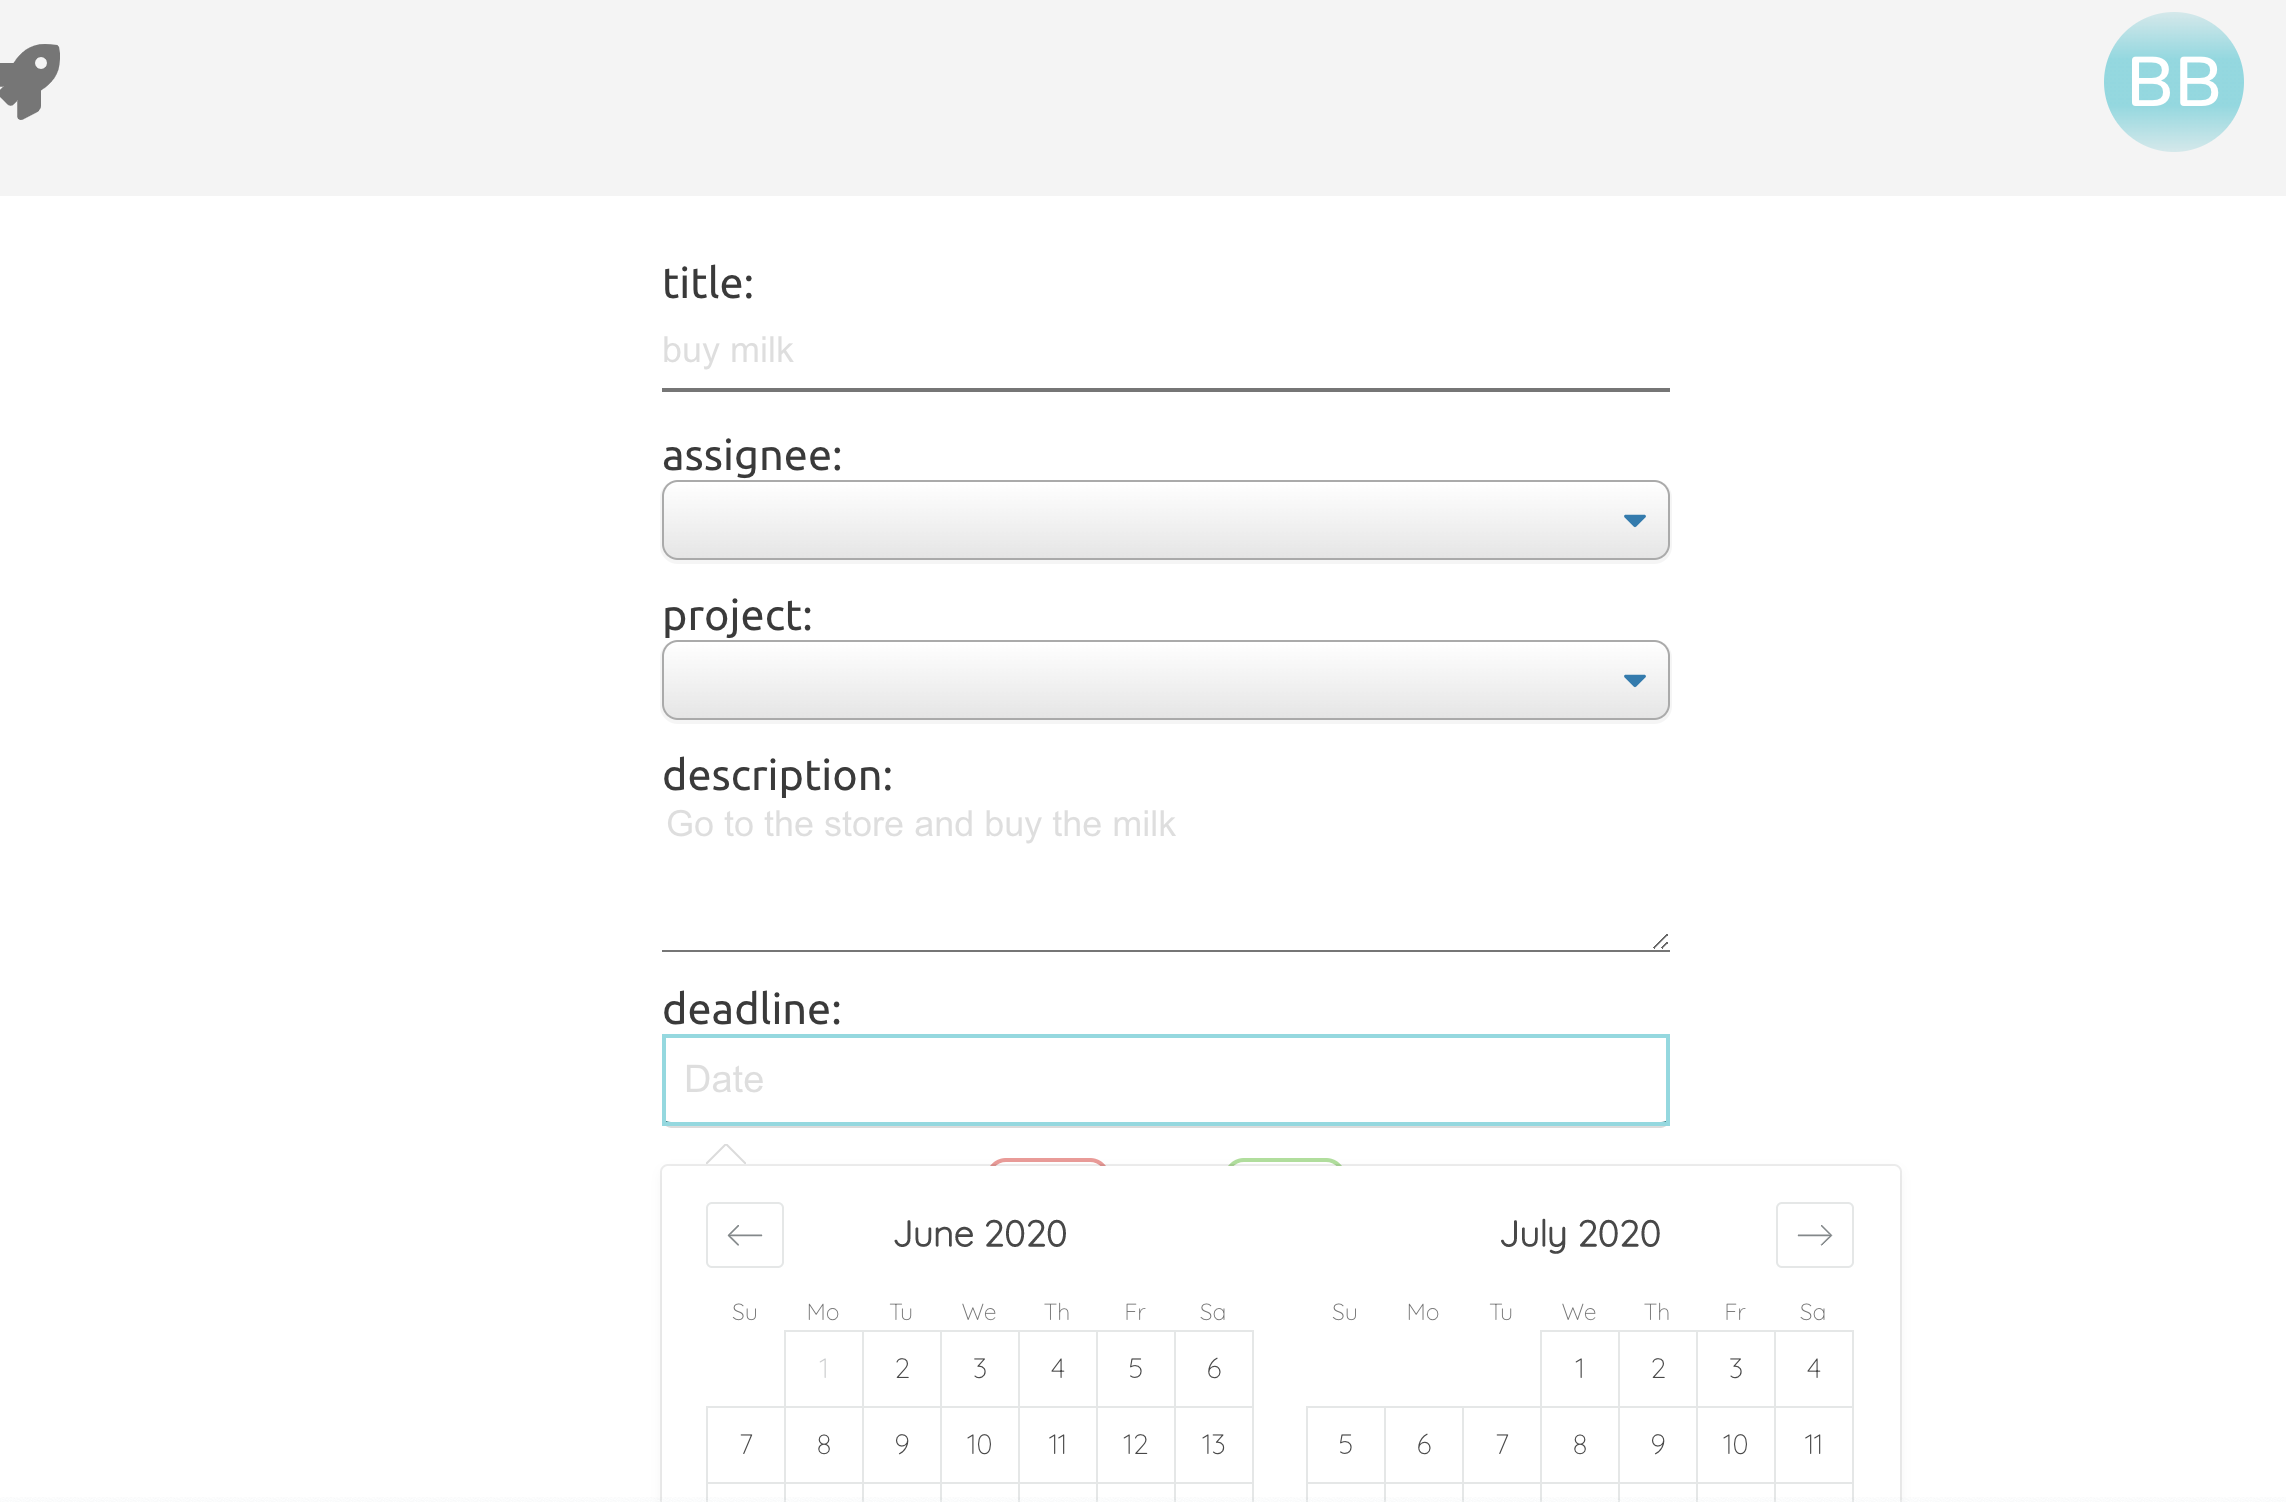 BB
title:
buy milk
assignee:
project:
description:
Go to the store and buy the milk
deadline:
Date
June 2020 July 2020
Su Mo Tu We Th Fr Sa Su Mo Tu We Th Fr Sa
1 2 3 4 5 6 1 2 3 4
7 8 9 10 11 12 13 5 6 7 8 9 10 11